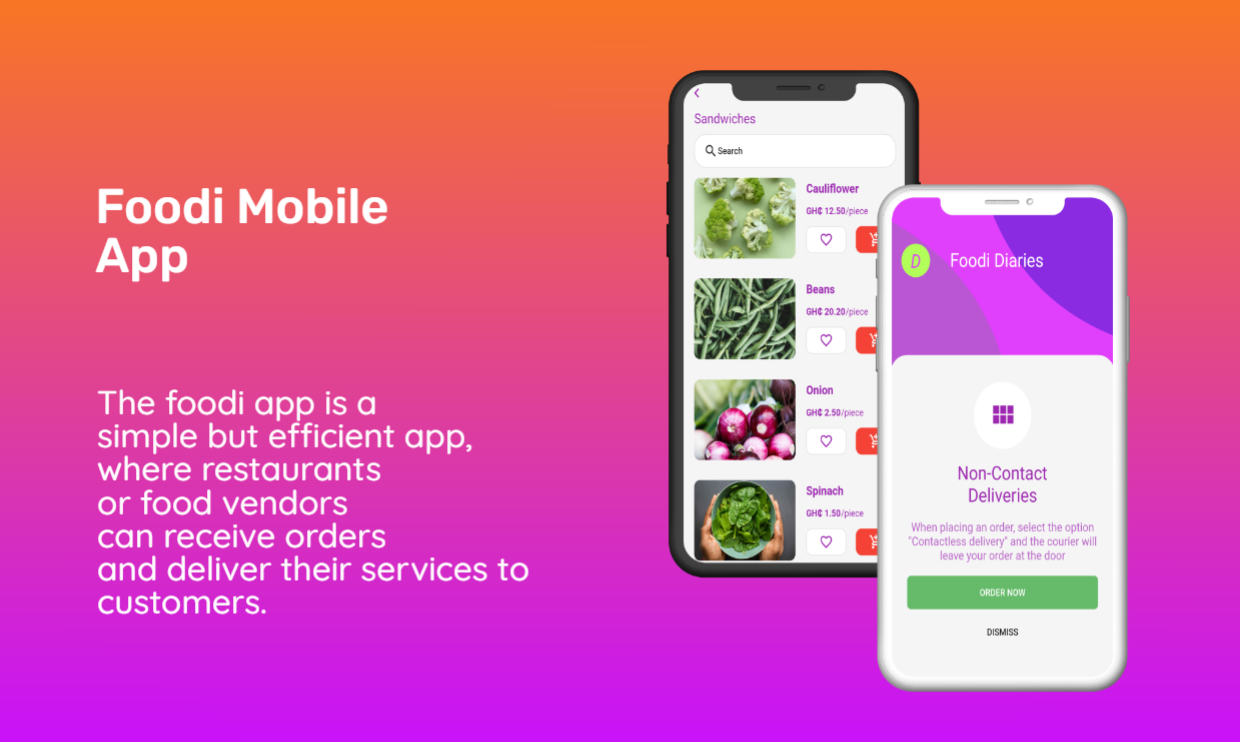 Foodi Mobile
App
The foodi app is a
simple but efficient app,
where restaurants
or food vendors
can receive orders
and deliver their services to
customers.
Sandwiches
Search
Cauliflower
GH₵ 12.50/piece
Beans
GH₵ 20.20/piece
Onion
GH₵ 2.50/piece
Spinach
GH₵ 1.50/piece
D
Foodi Diaries
Non-Contact
Deliveries
When placing an order, select the option
"Contactless delivery" and the courier will
leave your order at the door
ORDER NOW
DISMISS